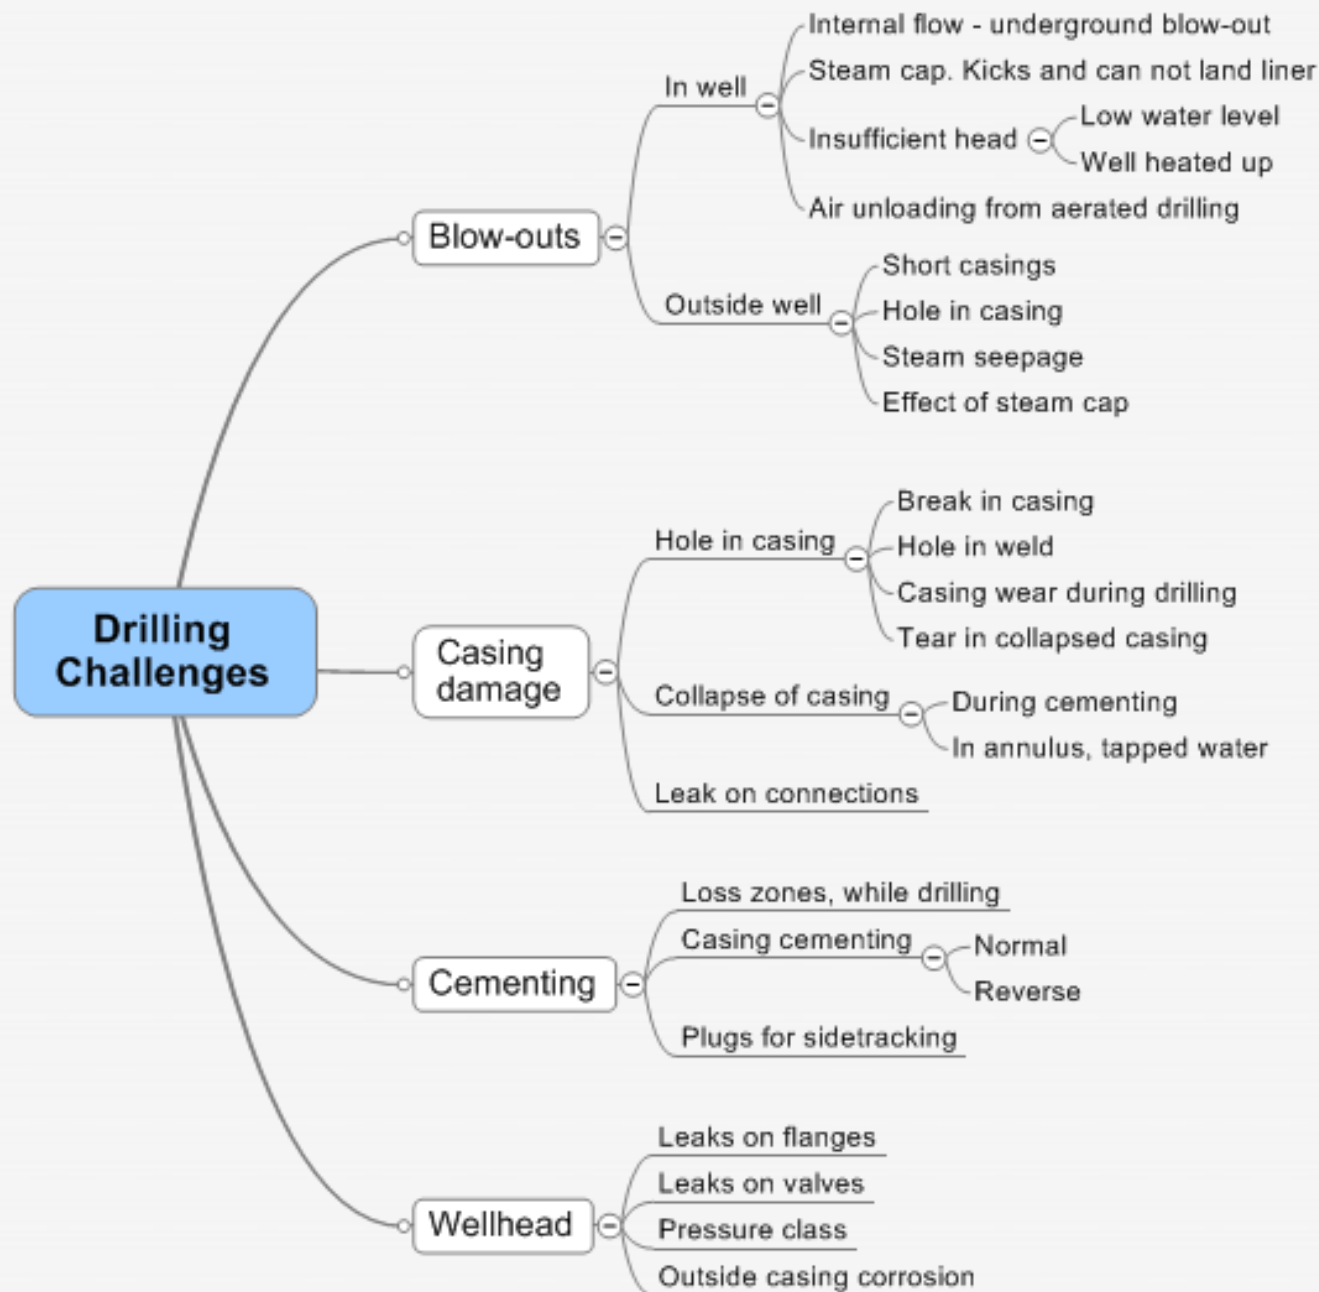 Internal flow - underground blow-out
In well
Steam cap. Kicks and can not land liner
Insufficient head
Low water level
Well heated up
Air unloading from aerated drilling
Blow-outs
Outside well
Short casings
Hole in casing
Steam seepage
Effect of steam cap
Drilling
Challenges
Casing
damage
Hole in casing
Break in casing
Hole in weld
Casing wear during drilling
Tear in collapsed casing
Collapse of casing
During cementing
In annulus, tapped water
Leak on connections
Cementing
Loss zones, while drilling
Casing cementing
Normal
Reverse
Plugs for sidetracking
Wellhead
Leaks on flanges
Leaks on valves
Pressure class
Outside casing corrosion